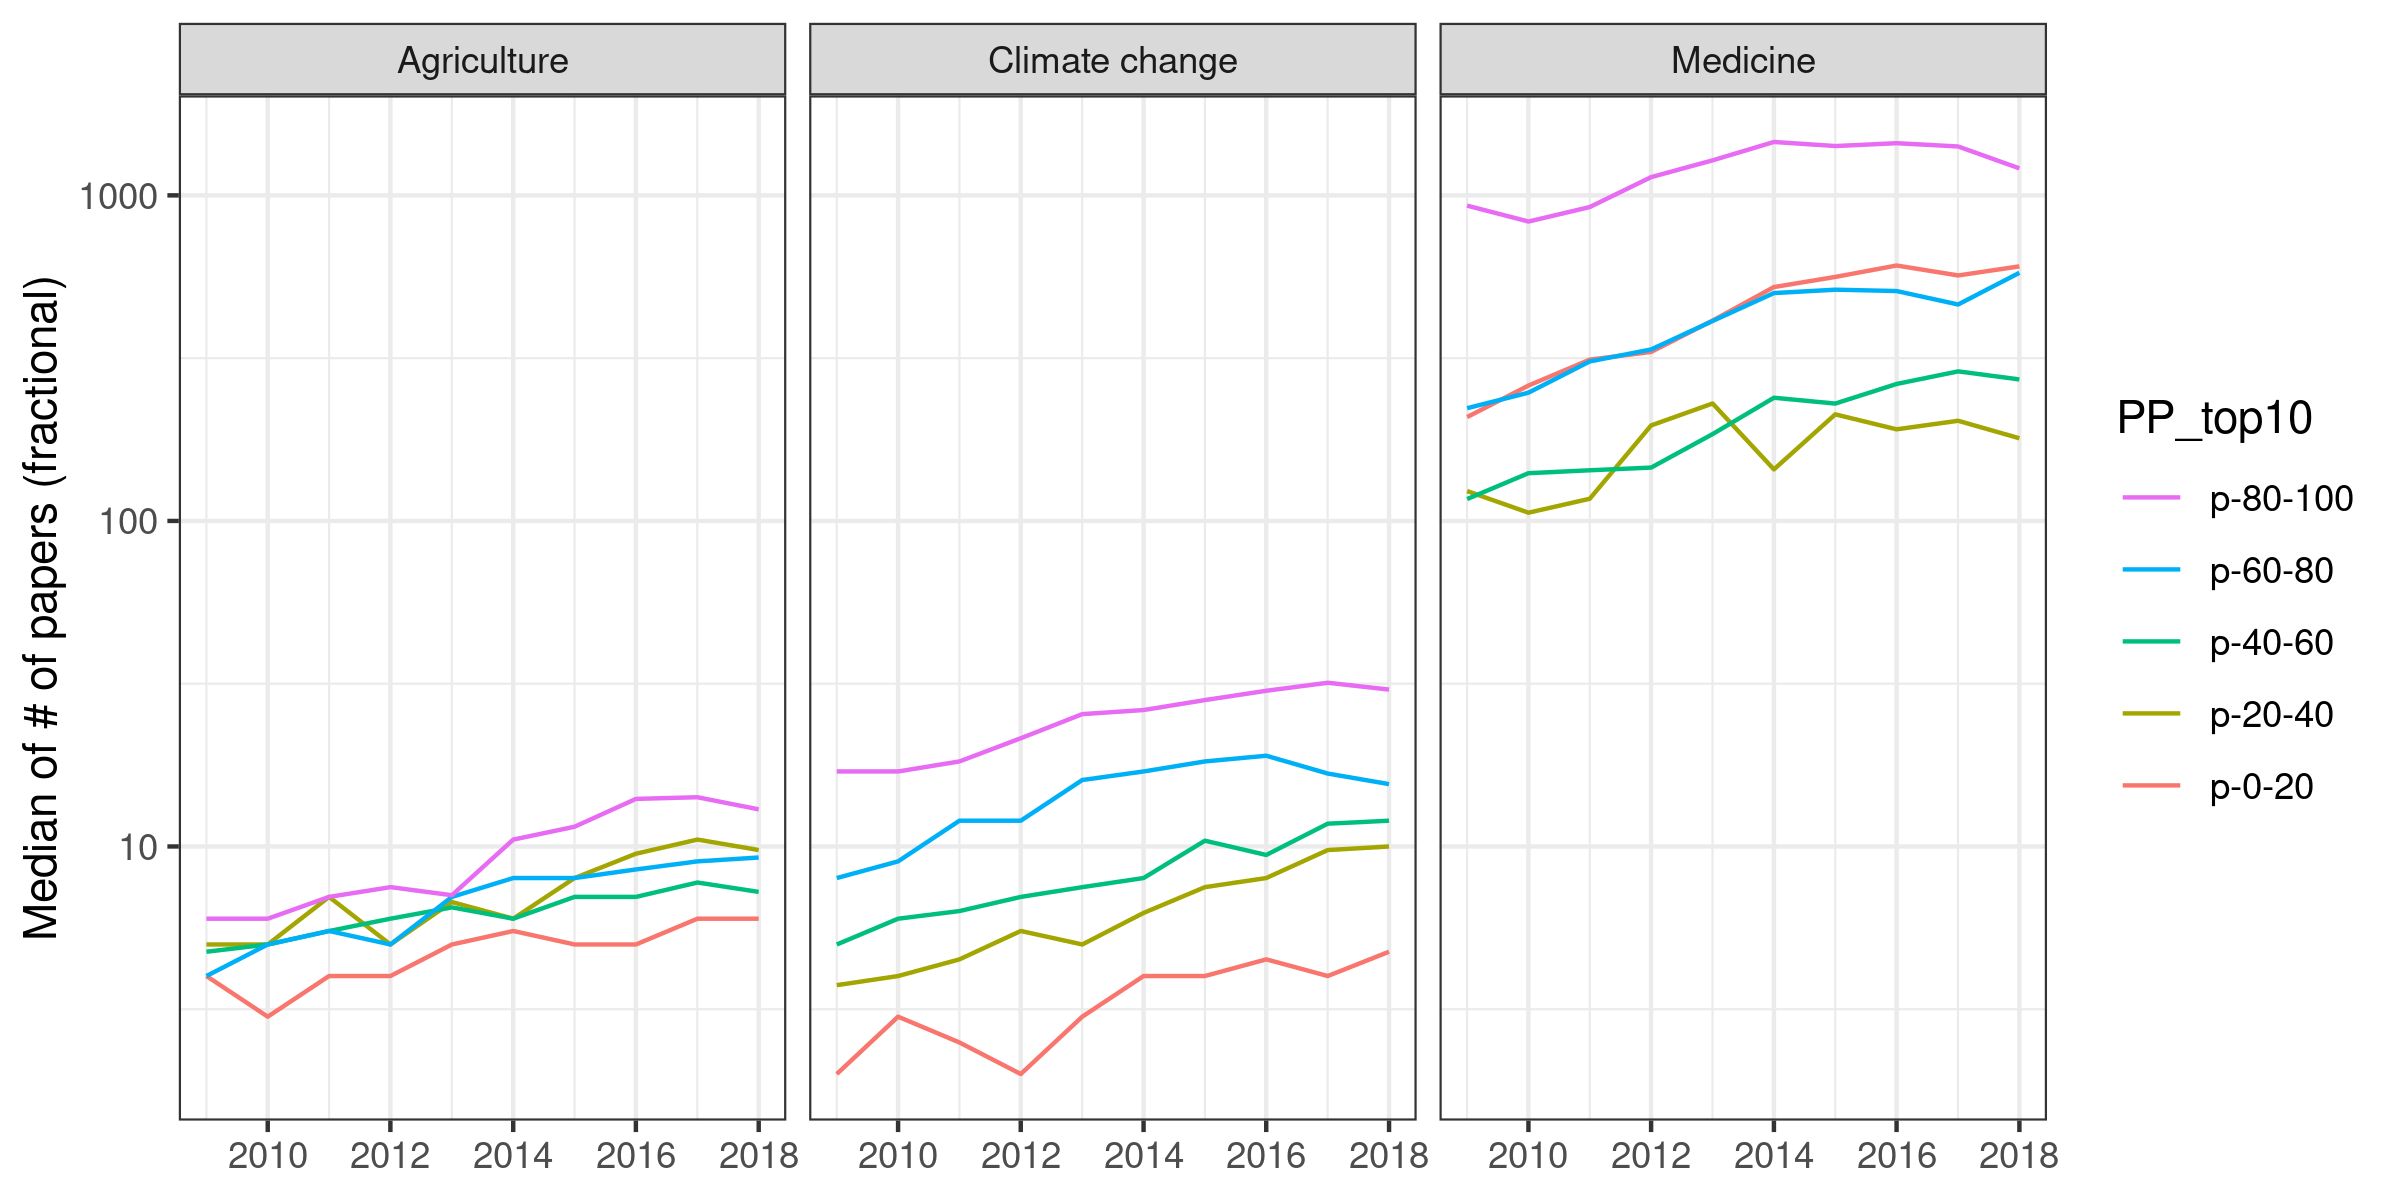 Agriculture
Climate change
Medicine
Median of # of papers (fractional)
1000
100
10
2010 2012 2014 2016 2018
2010 2012 2014 2016 2018
2010 2012 2014 2016 2018
PP_top10
p-80-100
p-60-80
p-40-60
p-20-40
p-0-20